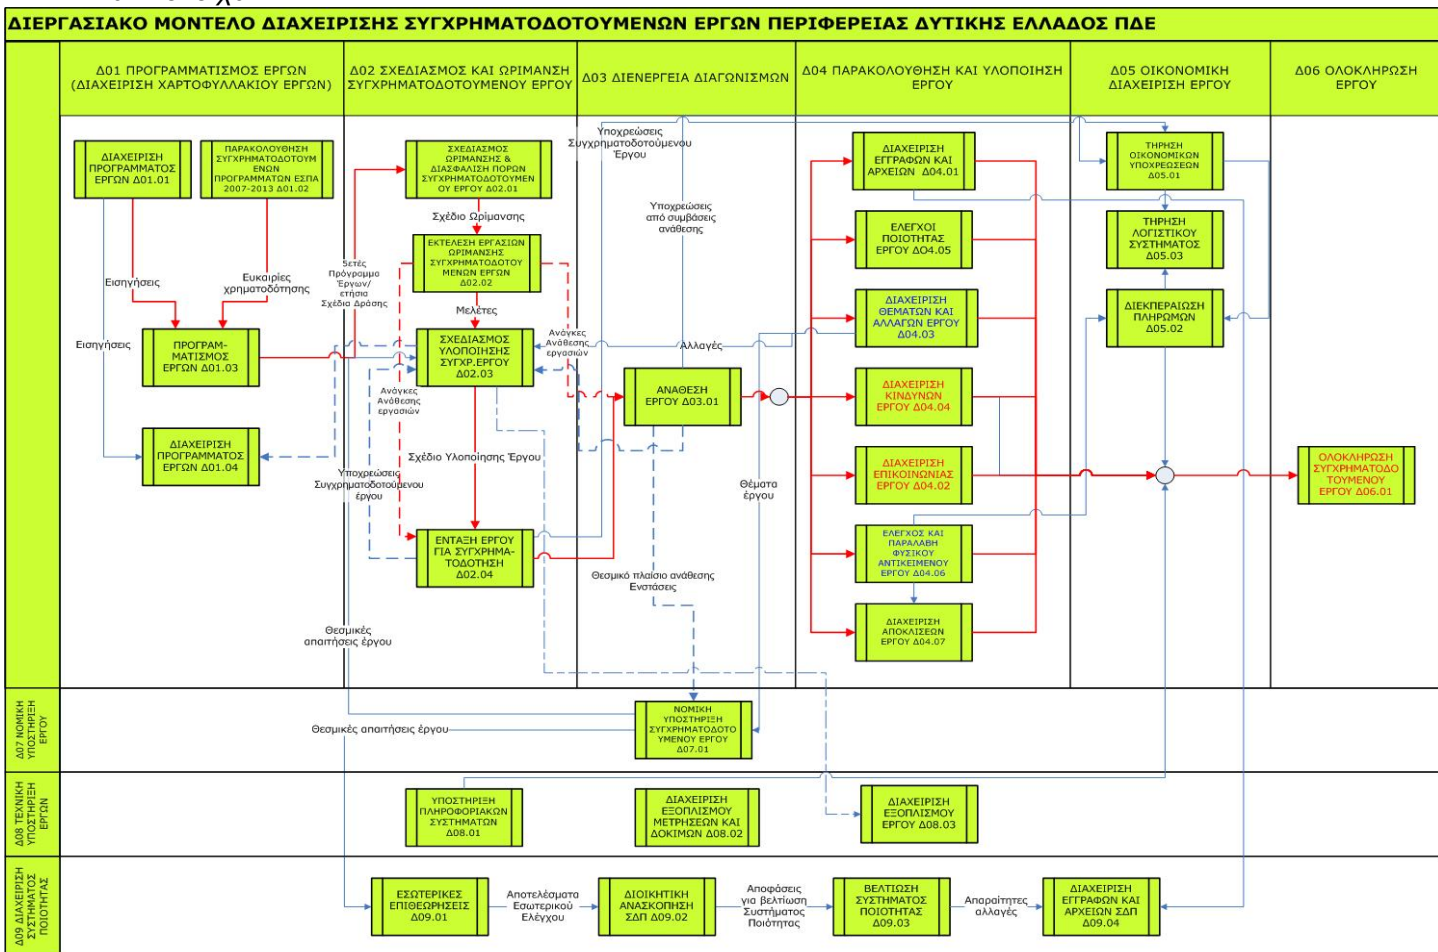 ΔΙΕΡΓΑΣΙΑΚΟ ΜΟΝΤΕΛΟ ΔΙΑΧΕΙΡΙΣΗΣ ΣΥΓΧΡΗΜΑΤΟΔΟΤΟΥΜΕΝΩΝ ΕΡΓΩΝ ΠΕΡΙΦΕΡΕΙΑΣ ΔΥΤΙΚΗΣ ΕΛΛΑΔΟΣ ΠΔΕ
Δ01 ΠΡΟΓΡΑΜΜΑΤΙΣΜΟΣ ΕΡΓΩΝ
(ΔΙΑΧΕΙΡΙΣΗ ΧΑΡΤΟΦΥΛΛΑΚΙΟΥ ΕΡΓΩΝ)
Δ02 ΣΧΕΔΙΑΣΜΟΣ ΚΑΙ ΩΡΙΜΑΝΣΗ
ΣΥΓΧΡΗΜΑΤΟΔΟΤΟΥΜΕΝΟΥ ΕΡΓΟΥ
Δ03 ΔΙΕΝΕΡΓΕΙΑ ΔΙΑΓΩΝΙΣΜΩΝ
Δ04 ΠΑΡΑΚΟΛΟΥΘΗΣΗ ΚΑΙ ΥΛΟΠΟΙΗΣΗ
ΕΡΓΟΥ
Δ05 ΟΙΚΟΝΟΜΙΚΗ
ΔΙΑΧΕΙΡΙΣΗ ΕΡΓΟΥ
Δ06 ΟΛΟΚΛΗΡΩΣΗ
ΕΡΓΟΥ
ΔΙΑΧΕΙΡΙΣΗ
ΠΡΟΓΡΑΜΜΑΤΟΣ
ΕΡΓΩΝ Δ01.01
ΠΑΡΑΚΟΛΟΥΘΗΣΗ
ΣΥΓΧΡΗΜΑΤΟΔΟΤΟΥΜ
ΕΝΩΝ
ΠΡΟΓΡΑΜΜΑΤΩΝ ΕΣΠΑ
2007-2013 Δ01.02
Εισηγήσεις
Ευκαιρίες
χρηματοδότησης
Εισηγήσεις
ΠΡΟΓΡΑΜ-
ΜΑΤΙΣΜΟΣ
ΕΡΓΩΝ Δ01.03
ΔΙΑΧΕΙΡΙΣΗ
ΠΡΟΓΡΑΜΜΑΤΟΣ
ΕΡΓΩΝ Δ01.04
ΣΧΕΔΙΑΣΜΟΣ
ΩΡΙΜΑΝΣΗΣ &
ΔΙΑΣΦΑΛΙΣΗ ΠΟΡΩΝ
ΣΥΓΧΡΗΜΑΤΟΔΟΤΟΥΜΕΝ
ΟΥ ΕΡΓΟΥ Δ02.01
Σχέδιο Ωρίμανσης
ΕΚΤΕΛΕΣΗ ΕΡΓΑΣΙΩΝ
ΩΡΙΜΑΝΣΗΣ
ΣΥΓΧΡΗΜΑΤΟΔΟΤΟΥ
ΜΕΝΩΝ ΕΡΓΩΝ
Δ02.02
5ετές
Πρόγραμμα
Έργων/
ετήσια
Σχέδια Δράσης
Μελέτες
ΣΧΕΔΙΑΣΜΟΣ
ΥΛΟΠΟΙΗΣΗΣ
ΣΥΓΧΡ.ΕΡΓΟΥ
Δ02.03
Ανάγκες
Ανάθεσης
εργασιών
Ανάγκες
Ανάθεσης
εργασιών
Σχέδιο Υλοποίησης Έργου
Υποχρεώσεις
Συγχρηματοδοτούμενου
έργου
ΕΝΤΑΞΗ ΕΡΓΟΥ
ΓΙΑ ΣΥΓΧΡΗΜΑ-
ΤΟΔΟΤΗΣΗ
Δ02.04
Θεσμικές
απαιτήσεις έργου
Υποχρεώσεις
Συγχρηματοδοτούμενου
Έργου
Υποχρεώσεις
από συμβάσεις
ανάθεσης
Αλλαγές
ΑΝΑΘΕΣΗ
ΕΡΓΟΥ Δ03.01
Θέματα
έργου
Θεσμικό πλαίσιο ανάθεσης
Ενστάσεις
ΔΙΑΧΕΙΡΙΣΗ
ΕΓΓΡΑΦΩΝ ΚΑΙ
ΑΡΧΕΙΩΝ Δ04.01
ΕΛΕΓΧΟΙ
ΠΟΙΟΤΗΤΑΣ
ΕΡΓΟΥ ΔΟ4.05
ΔΙΑΧΕΙΡΙΣΗ
ΘΕΜΑΤΩΝ ΚΑΙ
ΑΛΛΑΓΩΝ ΕΡΓΟΥ
Δ04.03
ΔΙΑΧΕΙΡΙΣΗ
ΚΙΝΔΥΝΩΝ
ΕΡΓΟΥ Δ04.04
ΔΙΑΧΕΙΡΙΣΗ
ΕΠΙΚΟΙΝΩΝΙΑΣ
ΕΡΓΟΥ Δ04.02
ΕΛΕΓΧΟΣ ΚΑΙ
ΠΑΡΑΛΑΒΗ
ΦΥΣΙΚΟΥ
ΑΝΤΙΚΕΙΜΕΝΟΥ
ΕΡΓΟΥ Δ04.06
ΔΙΑΧΕΙΡΙΣΗ
ΑΠΟΚΛΙΣΕΩΝ
ΕΡΓΟΥ Δ04.07
ΤΗΡΗΣΗ
ΟΙΚΟΝΟΜΙΚΩΝ
ΥΠΟΧΡΕΩΣΕΩΝ
Δ05.01
ΤΗΡΗΣΗ
ΛΟΓΙΣΤΙΚΟΥ
ΣΥΣΤΗΜΑΤΟΣ
Δ05.03
ΔΙΕΚΠΕΡΑΙΩΣΗ
ΠΛΗΡΩΜΩΝ
Δ05.02
ΟΛΟΚΛΗΡΩΣΗ
ΣΥΓΧΡΗΜΑΤΟΔΟ
ΤΟΥΜΕΝΟΥ
ΕΡΓΟΥ Δ06.01
Δ07 ΝΟΜΙΚΗ
ΥΠΟΣΤΗΡΙΞΗ
ΕΡΓΟΥ
Θεσμικές απαιτήσεις έργου
ΝΟΜΙΚΗ
ΥΠΟΣΤΗΡΙΞΗ
ΣΥΓΧΡΗΜΑΤΟΔΟΤΟ
ΥΜΕΝΟΥ ΕΡΓΟΥ
Δ07.01
Δ08 ΤΕΧΝΙΚΗ
ΥΠΟΣΤΗΡΙΞΗ
ΕΡΓΩΝ
ΥΠΟΣΤΗΡΙΞΗ
ΠΛΗΡΟΦΟΡΙΑΚΩΝ
ΣΥΣΤΗΜΑΤΩΝ
Δ08.01
ΔΙΑΧΕΙΡΙΣΗ
ΕΞΟΠΛΙΣΜΟΥ
ΜΕΤΡΗΣΕΩΝ ΚΑΙ
ΔΟΚΙΜΩΝ Δ08.02
ΔΙΑΧΕΙΡΙΣΗ
ΕΞΟΠΛΙΣΜΟΥ
ΕΡΓΟΥ Δ08.03
Δ09 ΔΙΑΧΕΙΡΙΣΗ
ΣΥΣΤΗΜΑΤΟΣ
ΠΟΙΟΤΗΤΑΣ
ΕΣΩΤΕΡΙΚΕΣ
ΕΠΙΘΕΩΡΗΣΕΙΣ
Δ09.01
Αποτελέσματα
Εσωτερικού
Ελέγχου
ΔΙΟΙΚΗΤΙΚΗ
ΑΝΑΣΚΟΠΗΣΗ
ΣΔΠ Δ09.02
Αποφάσεις
για βελτίωση
Συστήματος
Ποιότητας
ΒΕΛΤΙΩΣΗ
ΣΥΣΤΗΜΑΤΟΣ
ΠΟΙΟΤΗΤΑΣ
Δ09.03
Απαραίτητες
αλλαγές
ΔΙΑΧΕΙΡΙΣΗ
ΕΓΓΡΑΦΩΝ ΚΑΙ
ΑΡΧΕΙΩΝ ΣΔΠ
Δ09.04